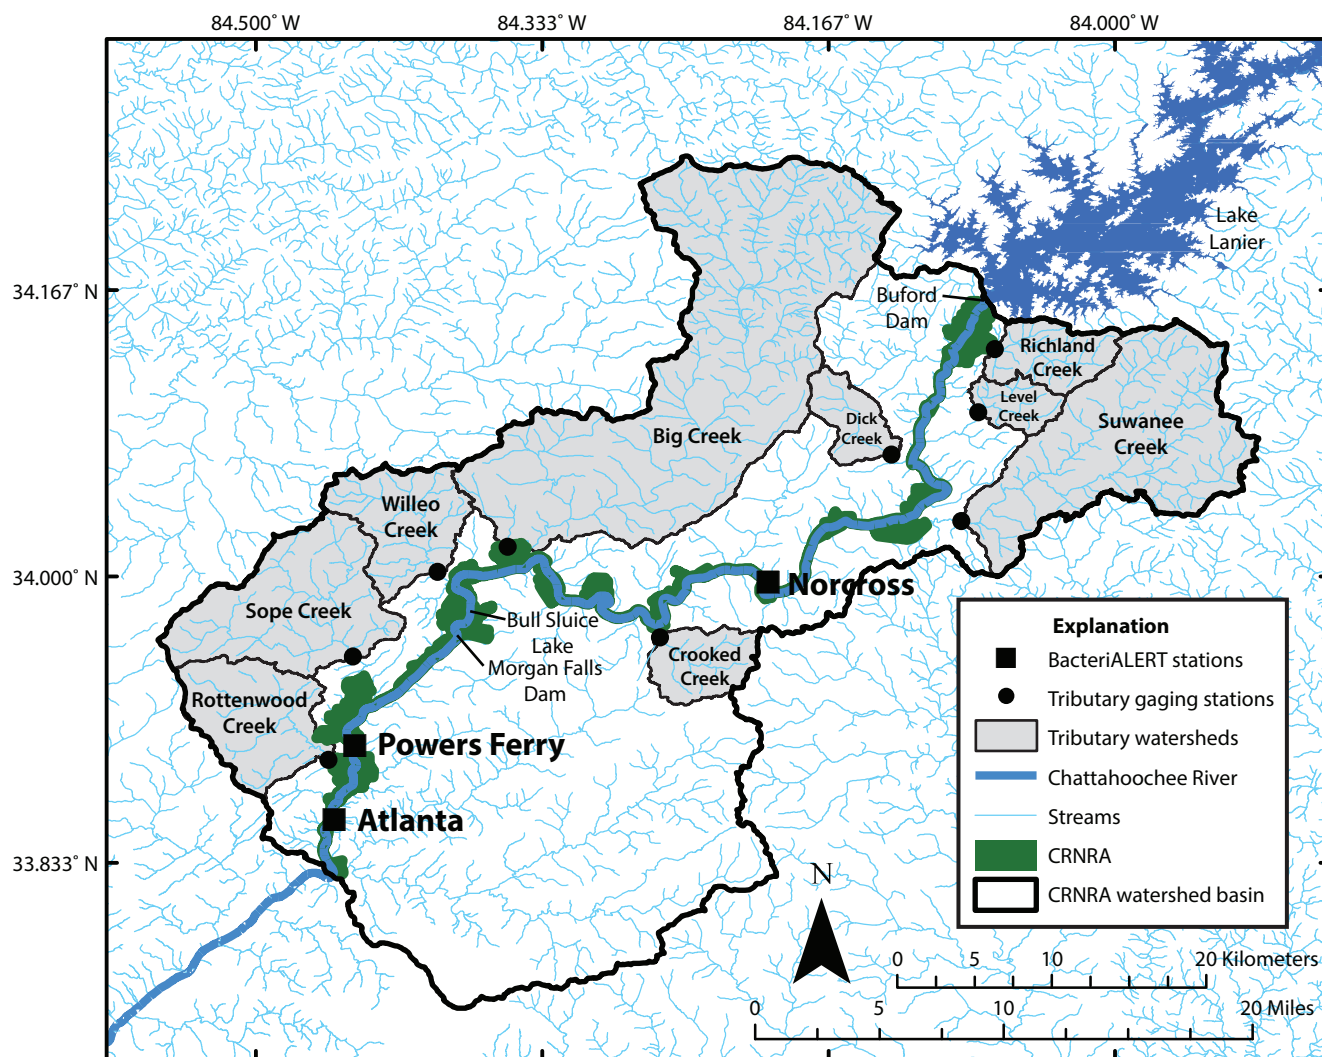 84.500° W
84.333° W
84.167° W
84.000° W
34.167° N
34.000° N
33.833° N
Lake
Lanier
Buford
Dam
Richland
Creek
Level
Creek
Suwanee
Creek
Dick
Creek
Big Creek
Willeo
Creek
Sope Creek
Rottenwood
Creek
Norcross
Bull Sluice
Lake
Morgan Falls
Dam
Crooked
Creek
Powers Ferry
Atlanta
Explanation
BacteriALERT stations
Tributary gaging stations
Tributary watersheds
Chattahoochee River
Streams
CRNRA
CRNRA watershed basin
N
0 5 10 20 Kilometers
0 5 10 20 Miles